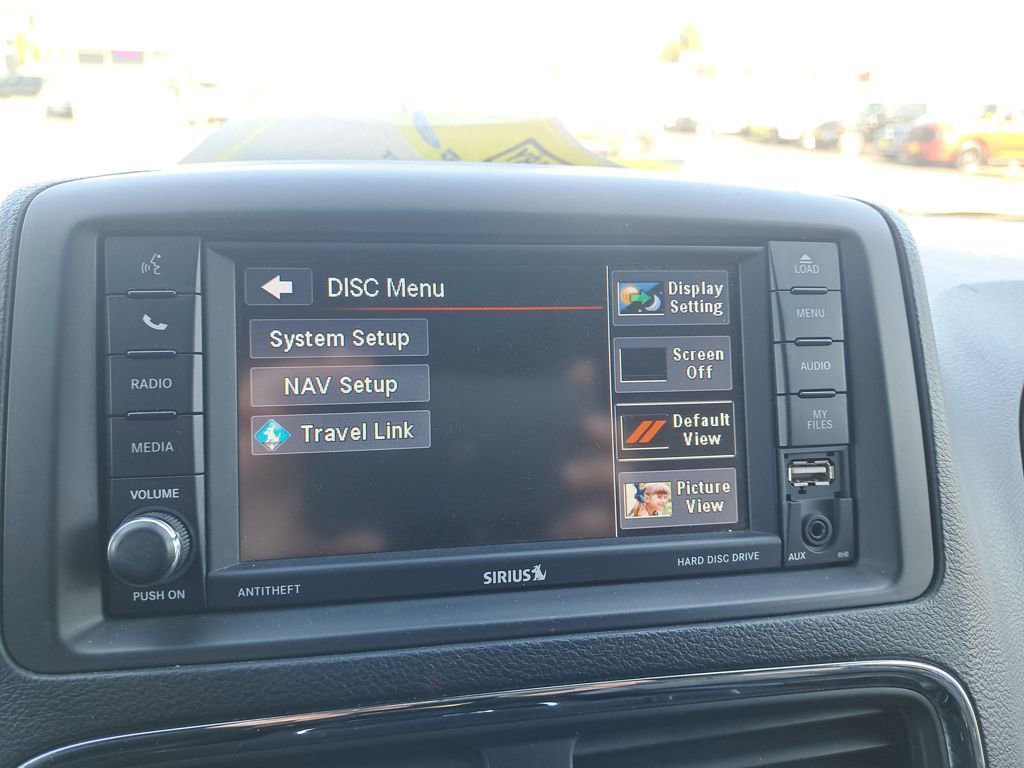 DISC Menu
System Setup
NAV Setup
Travel Link
Display
Setting
Screen
Off
Default
View
Picture
View
RADIO
MEDIA
VOLUME
PUSH ON
LOAD
MENU
AUDIO
MY
FILES
AUX
RHB
ANTITHEFT
SIRIUS
HARD DISC DRIVE